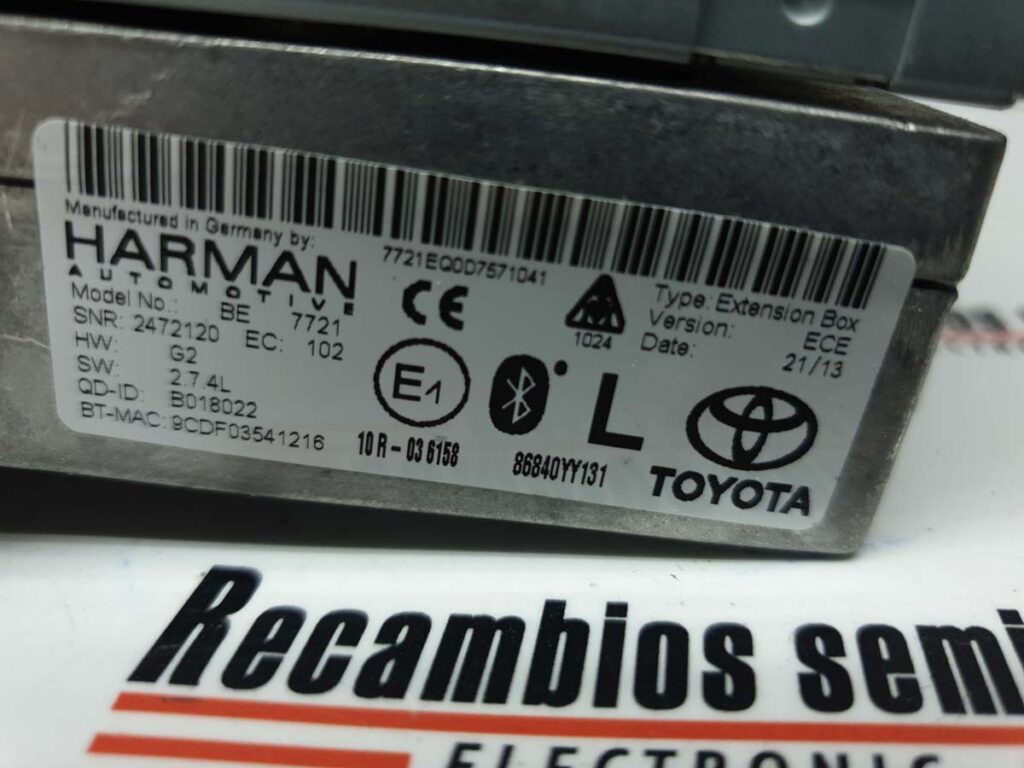 Manufactured in Germany by:
HARMAN
AUTOMOTIVE
Model No.: BE 7721
SNR: 2472120 EC: 102
HW: G2
SW: 2.7.4L
QD-ID: B018022
BT-MAC: 9CDF03541216
7721EQ0D7571041
CE
E1
10 R - 03 6158
1024
L
86840YY131
Type: Extension Box
Version: ECE
Date: 21/13
TOYOTA
Recambios semi
ELECTRONIC